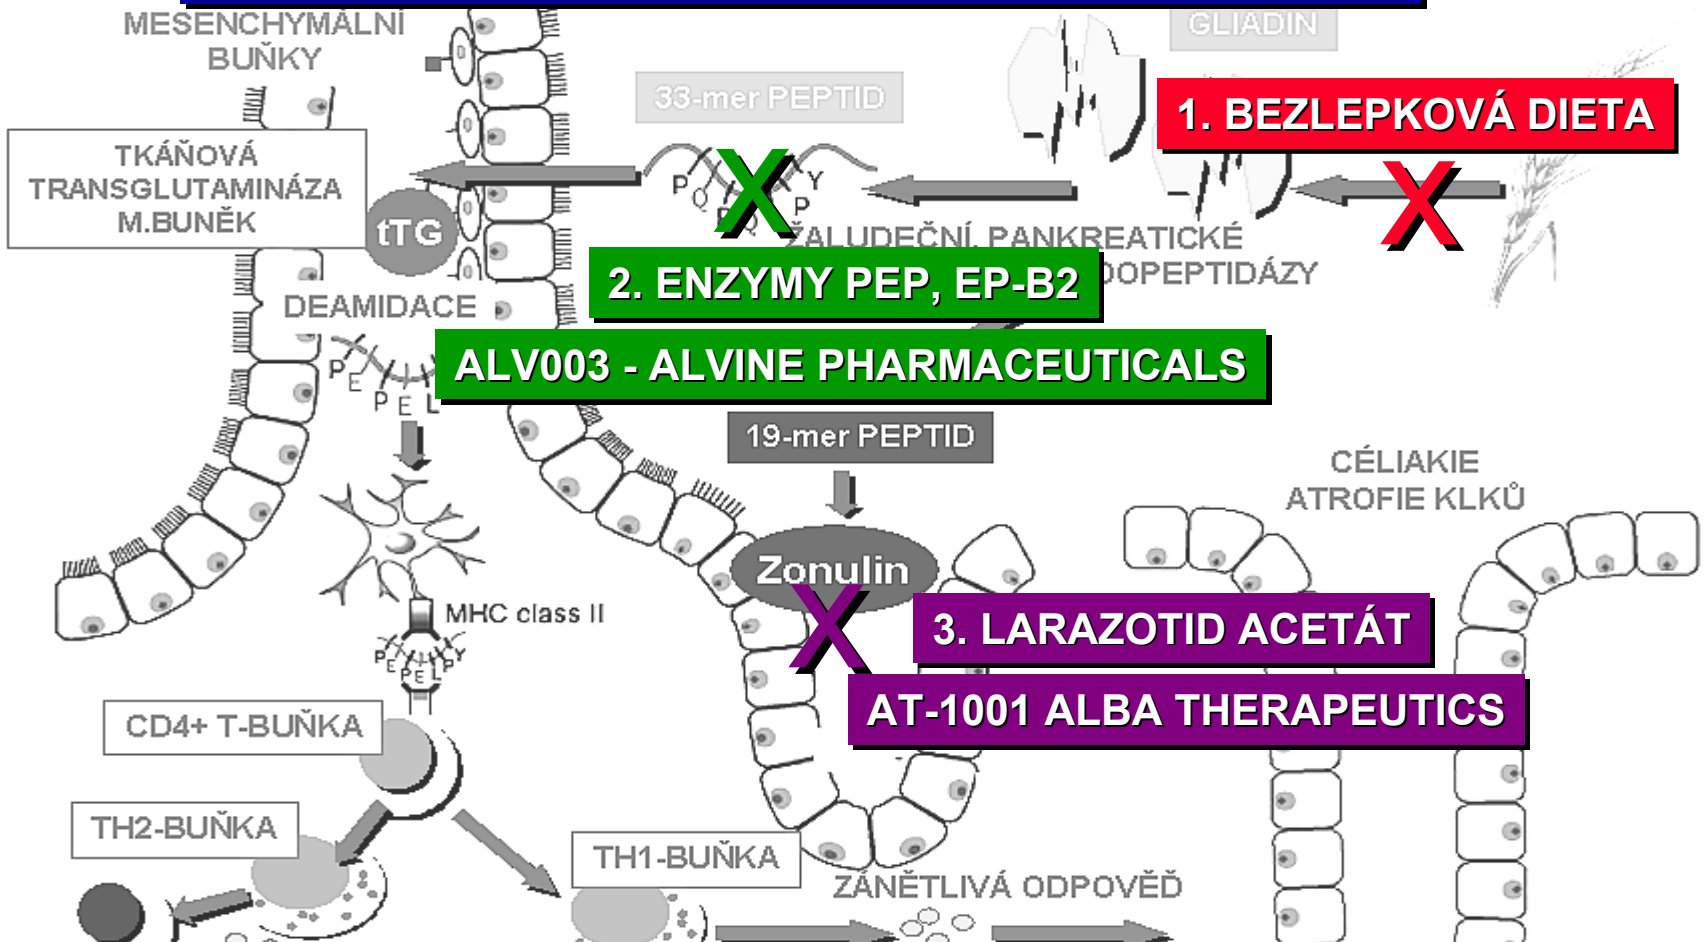 MESENCHYMÁLNÍ
BUŇKY
GLIADIN
33-mer PEPTID
1. BEZLEPKOVÁ DIETA
TKÁŇOVÁ
TRANSGLUTAMINÁZA
M.BUNĚK
tTG
P
Q
X
Y
P
Q
X
ŽALUDEČNÍ, PANKREATICKÉ
2. ENZYMY PEP, EP-B2
DEAMIDACE
ALV003 - ALVINE PHARMACEUTICALS
P E P E L
19-mer PEPTID
CÉLIAKIE
ATROFIE KLKŮ
Zonulin
X
MHC class II
3. LARAZOTID ACETÁT
P E P E L P Y
AT-1001 ALBA THERAPEUTICS
CD4+ T-BUŇKA
TH2-BUŇKA
TH1-BUŇKA
ZÁNĚTLIVÁ ODPOVĚĎ